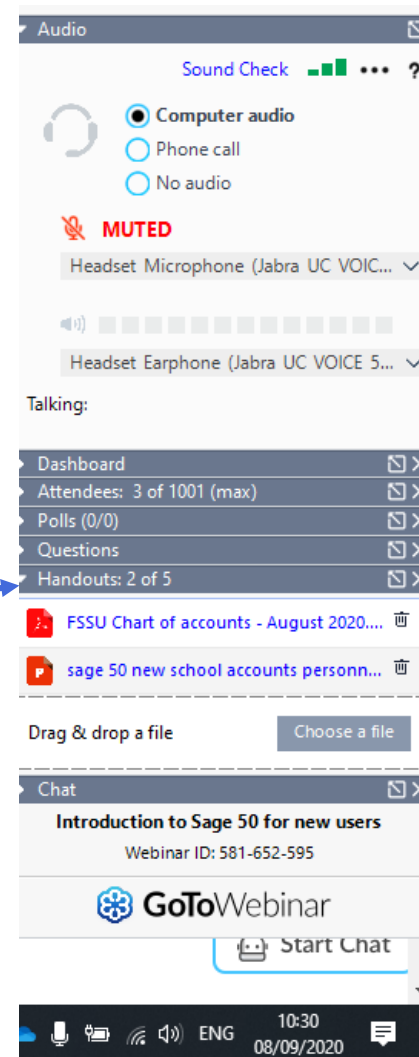 Audio
Sound Check ?
Computer audio
Phone call
No audio
MUTED
Headset Microphone (Jabra UC VOIC...
Headset Earphone (Jabra UC VOICE 5...
Talking:
Dashboard
Attendees: 3 of 1001 (max)
Polls (0/0)
Questions
Handouts: 2 of 5
FSSU Chart of accounts - August 2020....
sage 50 new school accounts personn...
Drag & drop a file Choose a file
Chat
Introduction to Sage 50 for new users
Webinar ID: 581-652-595
GoToWebinar
Start Chat
ENG 10:30
08/09/2020